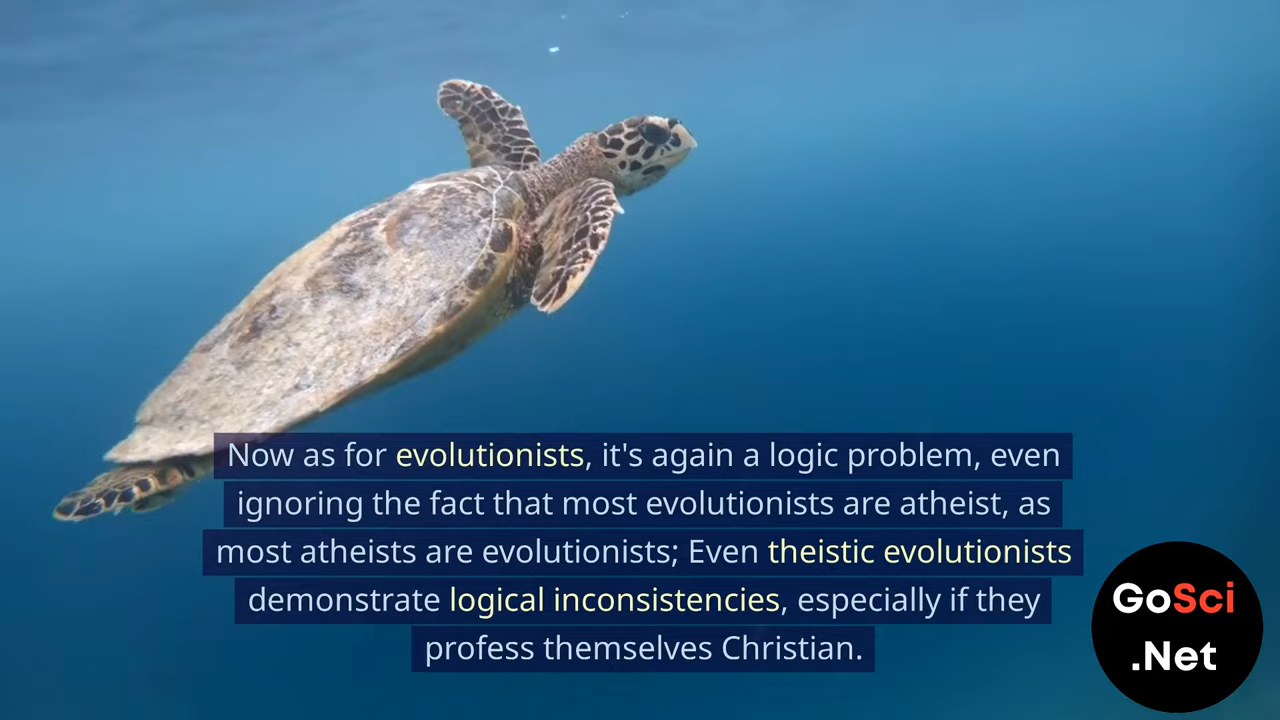 Now as for evolutionists, it's again a logic problem, even
ignoring the fact that most evolutionists are atheist, as
most atheists are evolutionists; Even theistic evolutionists
demonstrate logical inconsistencies, especially if they
profess themselves Christian.
GoSci
.Net